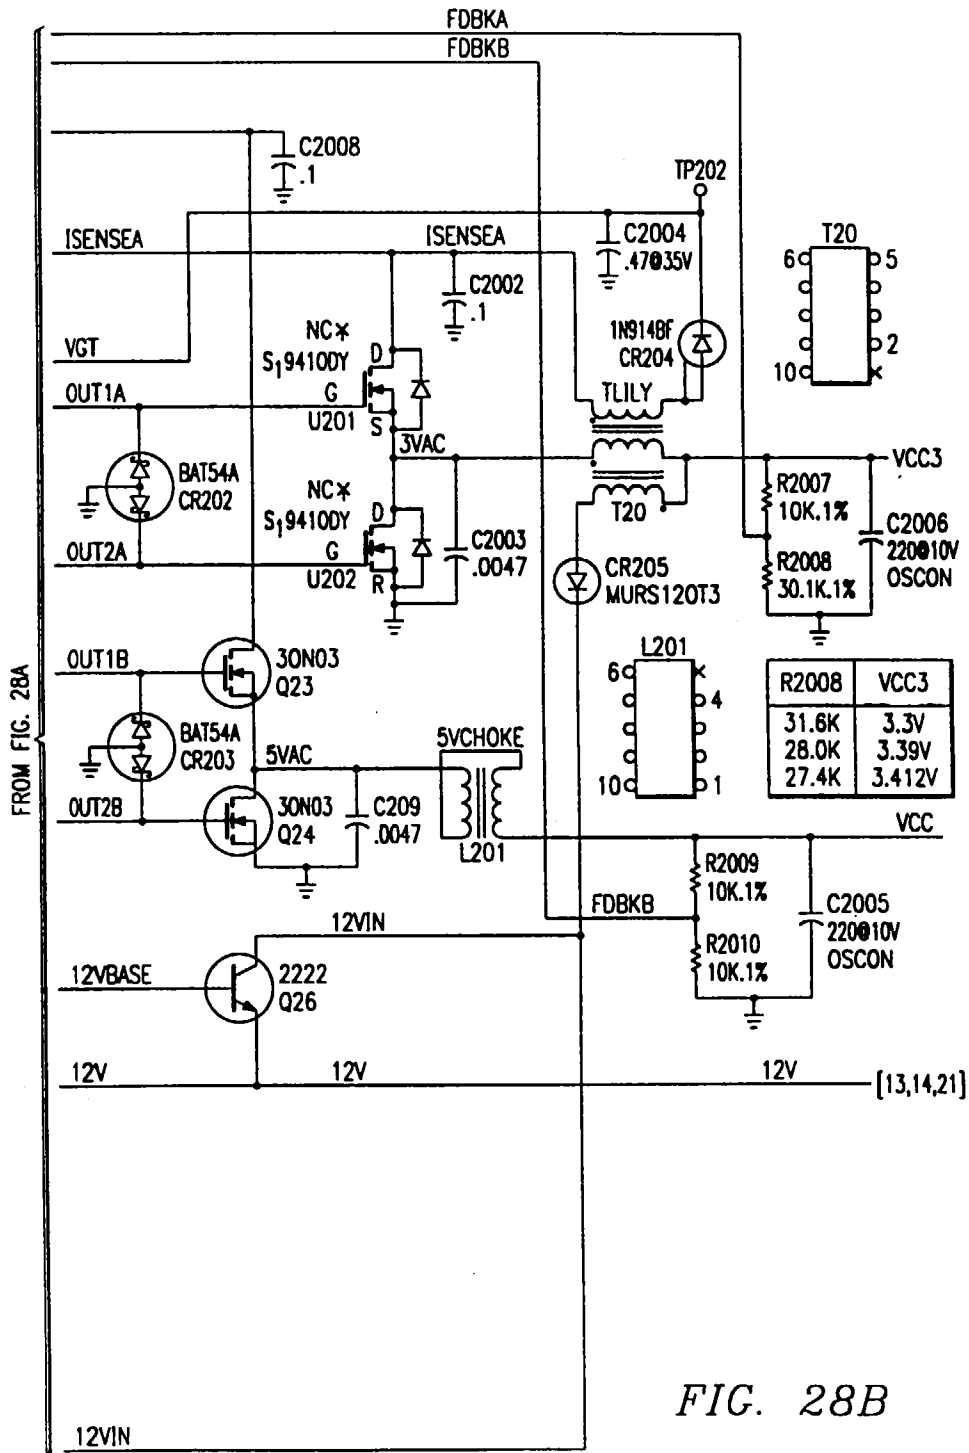 FDBKA
FDBKB
C2008
.1
TP202
ISENSEA
ISENSEA
C2004
.47@35V
T20
6
5
2
10
C2002
.1
NC*
S19410DY
D
G
S
U201
1N914BF
CR204
VGT
TLILY
OUT1A
3VAC
VCC3
BAT54A
CR202
NC*
S19410DY
D
G
R
U202
T20
R2007
10K.1%
C2003
.0047
C2006
220@10V
OSCON
OUT2A
CR205
MURS120T3
R2008
30.1K.1%
OUT1B
30N03
Q23
L201
6
4
10
1
R2008 VCC3
31.6K 3.3V
28.0K 3.39V
27.4K 3.412V
FROM FIG. 28A
BAT54A
CR203
5VAC
5VCHOKE
OUT2B
30N03
Q24
C209
.0047
L201
VCC
R2009
10K.1%
FDBKB
C2005
220@10V
OSCON
12VIN
R2010
10K.1%
12VBASE
2222
Q26
12V
12V
12V
[13,14,21]
FIG. 28B
12VIN